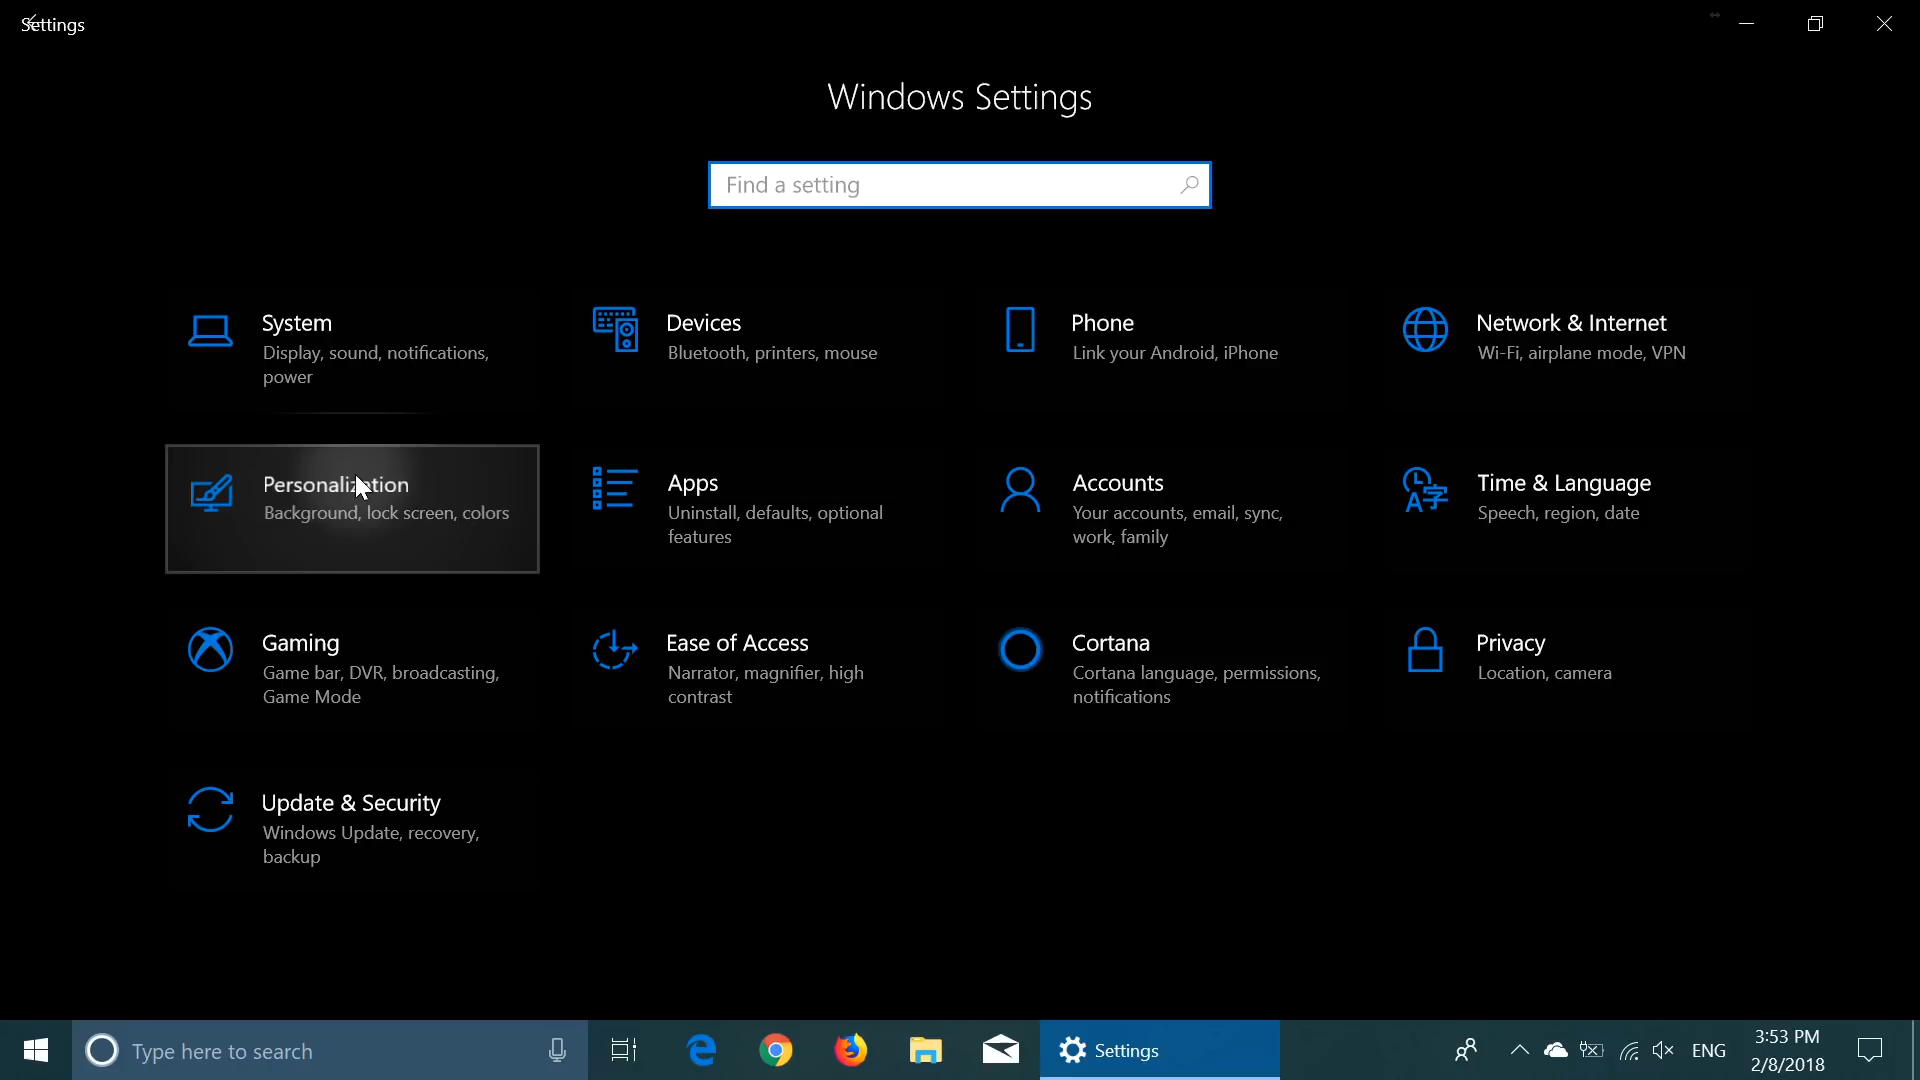 Settings
Windows Settings
Find a setting
System
Display, sound, notifications,
power
Devices
Bluetooth, printers, mouse
Phone
Link your Android, iPhone
Network & Internet
Wi-Fi, airplane mode, VPN
Personalization
Background, lock screen, colors
Apps
Uninstall, defaults, optional
features
Accounts
Your accounts, email, sync,
work, family
Time & Language
Speech, region, date
Gaming
Game bar, DVR, broadcasting,
Game Mode
Ease of Access
Narrator, magnifier, high
contrast
Cortana
Cortana language, permissions,
notifications
Privacy
Location, camera
Update & Security
Windows Update, recovery,
backup
Type here to search
Settings
ENG
3:53 PM
2/8/2018